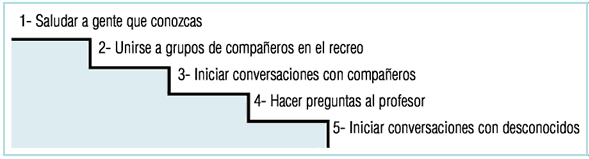 1- Saludar a gente que conozcas
2- Unirse a grupos de compañeros en el recreo
3- Iniciar conversaciones con compañeros
4- Hacer preguntas al profesor
5- Iniciar conversaciones con desconocidos